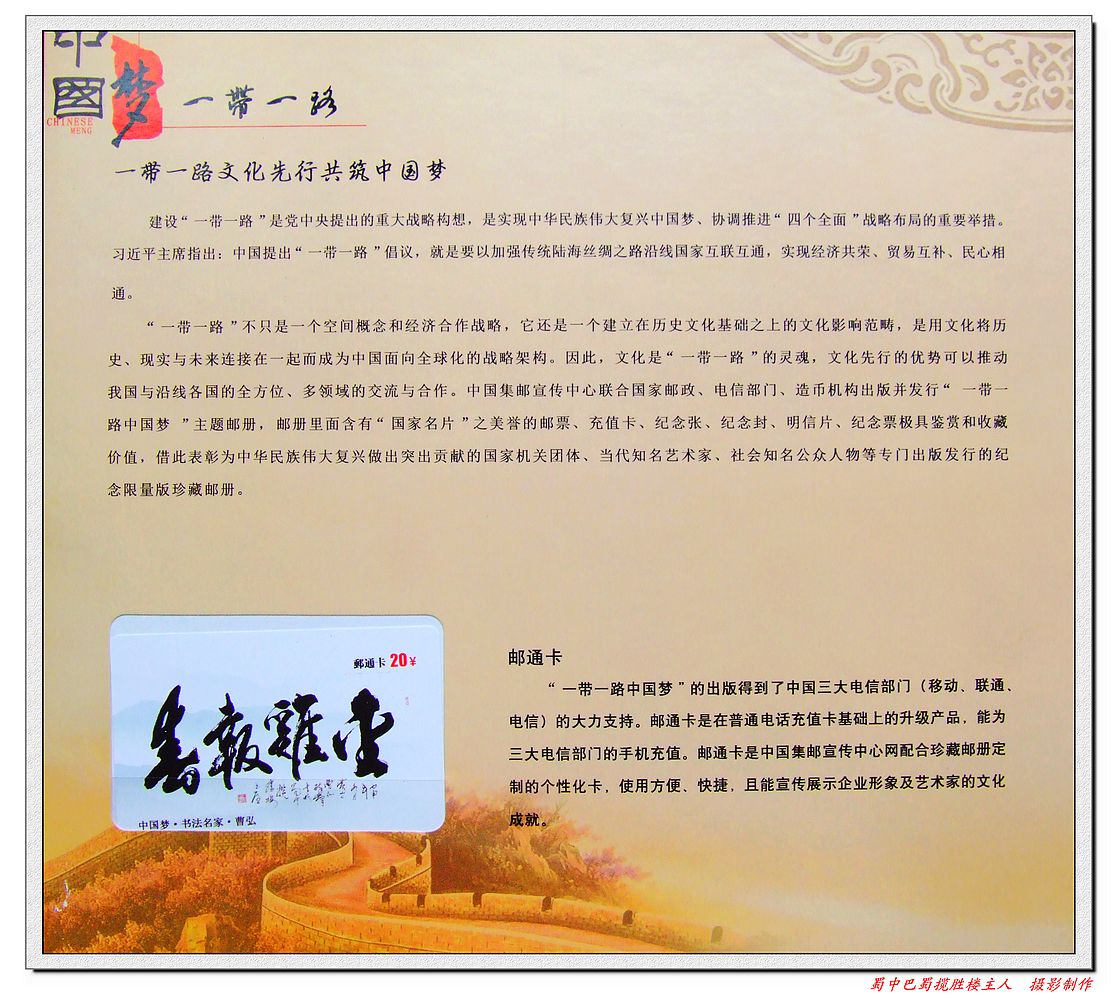 中
國
梦
CHINESE
MENG
一带一路
一带一路文化先行共筑中国梦
建设“一带一路”是党中央提出的重大战略构想，是实现中华民族伟大复兴中国梦、协调推进“四个全面”战略布局的重要举措。
习近平主席指出：中国提出“一带一路”倡议，就是要以加强传统陆海丝绸之路沿线国家互联互通，实现经济共荣、贸易互补、民心相
通。
“一带一路”不只是一个空间概念和经济合作战略，它还是一个建立在历史文化基础之上的文化影响范畴，是用文化将历
史、现实与未来连接在一起而成为中国面向全球化的战略架构。因此，文化是“一带一路”的灵魂，文化先行的优势可以推动
我国与沿线各国的全方位、多领域的交流与合作。中国集邮宣传中心联合国家邮政、电信部门、造币机构出版并发行“一带一
路中国梦 ”主题邮册，邮册里面含有“国家名片”之美誉的邮票、充值卡、纪念张、纪念封、明信片、纪念票极具鉴赏和收藏
价值，借此表彰为中华民族伟大复兴做出突出贡献的国家机关团体、当代知名艺术家、社会知名公众人物等专门出版发行的纪
念限量版珍藏邮册。
郵通卡 20¥
中国梦·书法名家·曹弘
邮通卡
“一带一路中国梦”的出版得到了中国三大电信部门（移动、联通、
电信）的大力支持。邮通卡是在普通电话充值卡基础上的升级产品，能为
三大电信部门的手机充值。邮通卡是中国集邮宣传中心网配合珍藏邮册定
制的个性化卡，使用方便、快捷，且能宣传展示企业形象及艺术家的文化
成就。
蜀中巴蜀揽胜楼主人 摄影制作